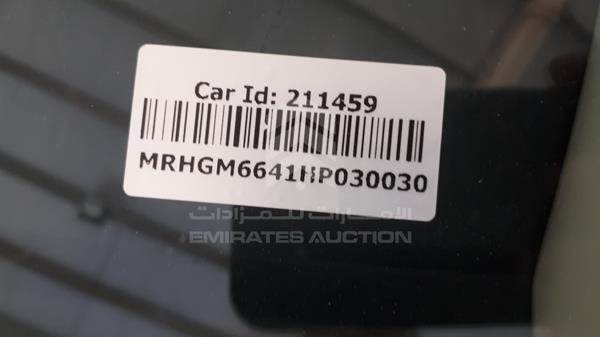 Car Id: 211459
MRHGM6641HP030030
الإمارات للمزادات
EMIRATES AUCTION